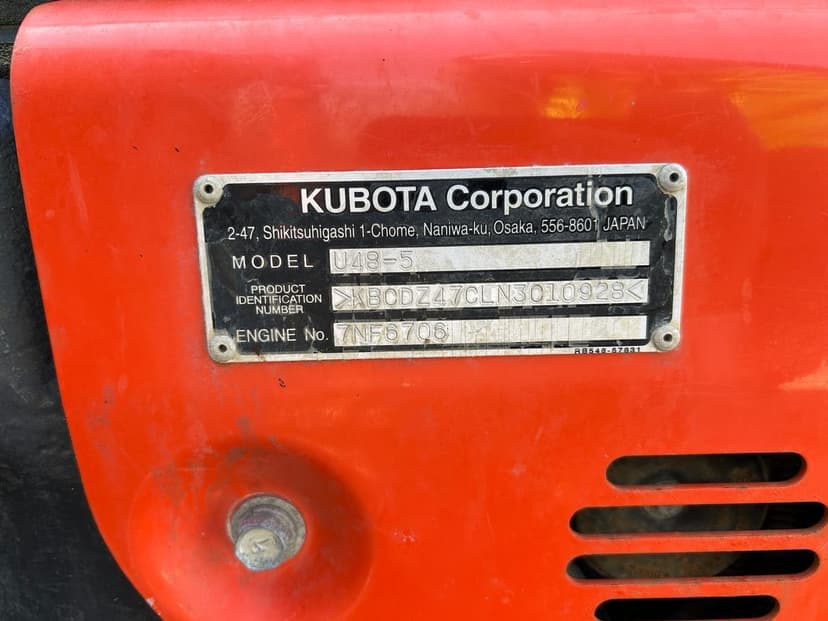 KUBOTA Corporation
2-47, Shikitsuhigashi 1-Chome, Naniwa-ku, Osaka, 556-8601 JAPAN
MODEL U48-5
PRODUCT IDENTIFICATION NUMBER >KBCDZ47CLN3010928<
ENGINE No. 7NF6706